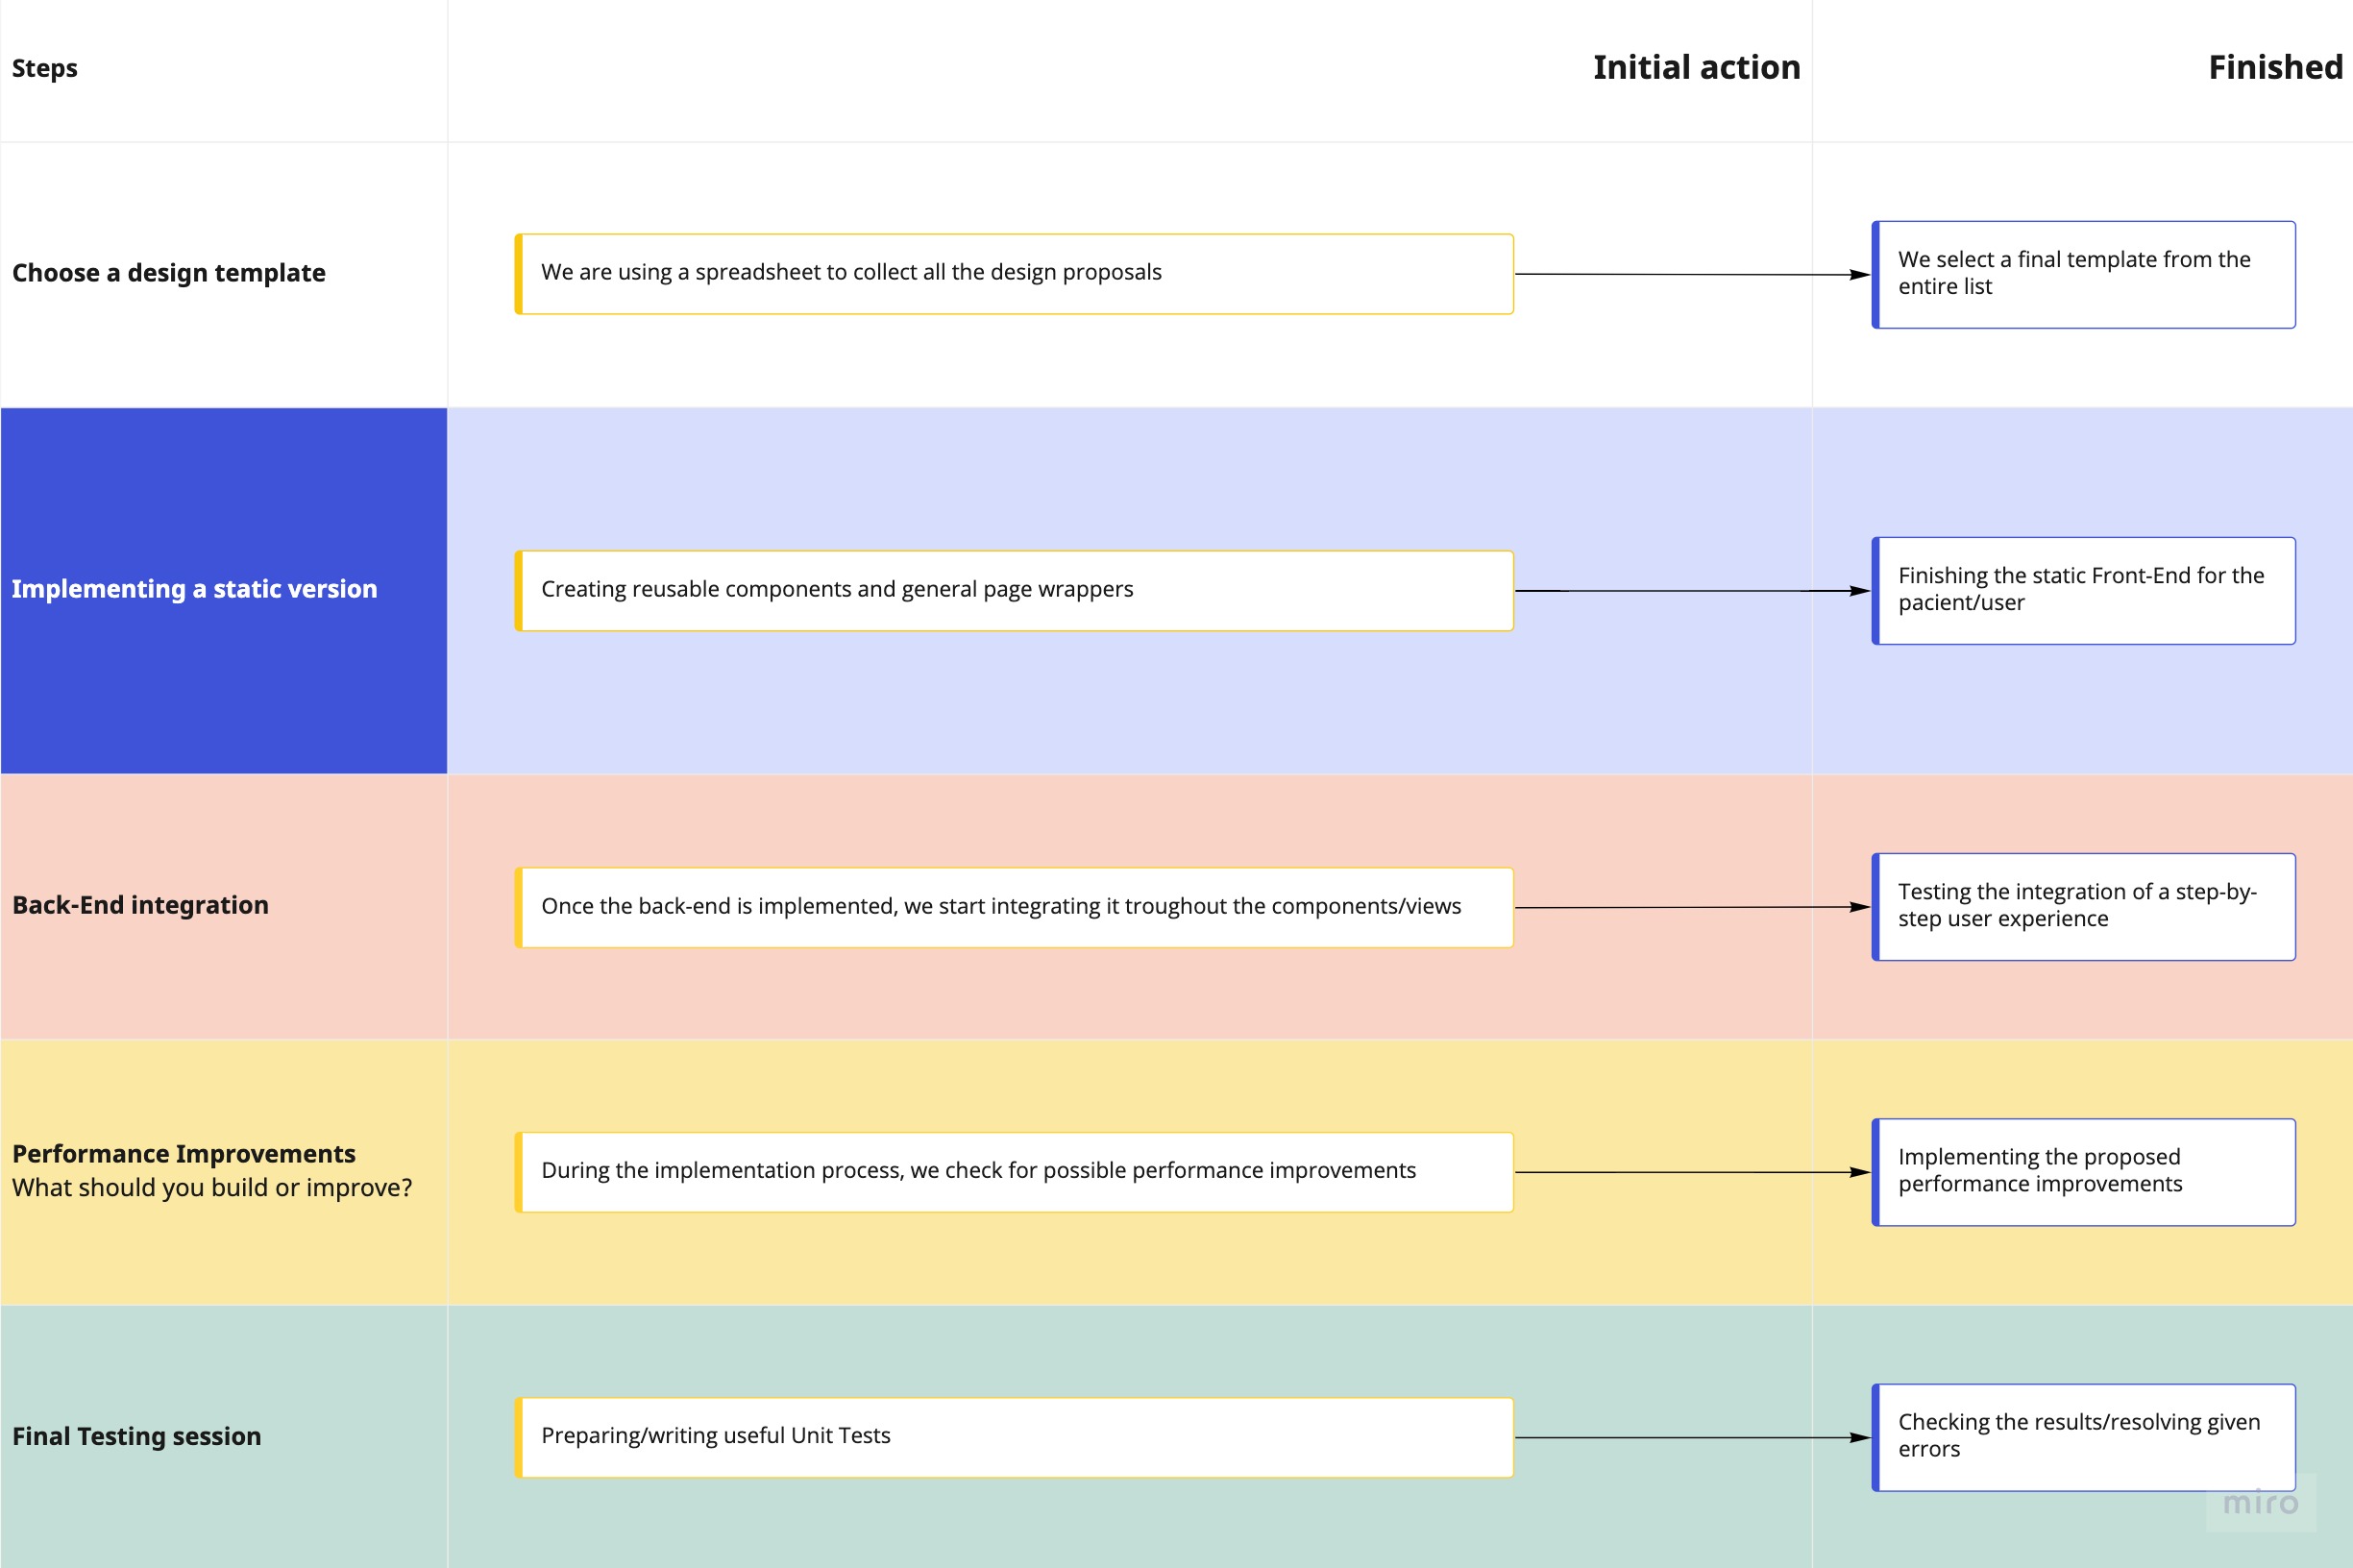 Steps
Initial action
Finished
Choose a design template
We are using a spreadsheet to collect all the design proposals
We select a final template from the
entire list
Implementing a static version
Creating reusable components and general page wrappers
Finishing the static Front-End for the
pacient/user
Back-End integration
Once the back-end is implemented, we start integrating it troughout the components/views
Testing the integration of a step-by-
step user experience
Performance Improvements
What should you build or improve?
During the implementation process, we check for possible performance improvements
Implementing the proposed
performance improvements
Final Testing session
Preparing/writing useful Unit Tests
Checking the results/resolving given
errors
miro